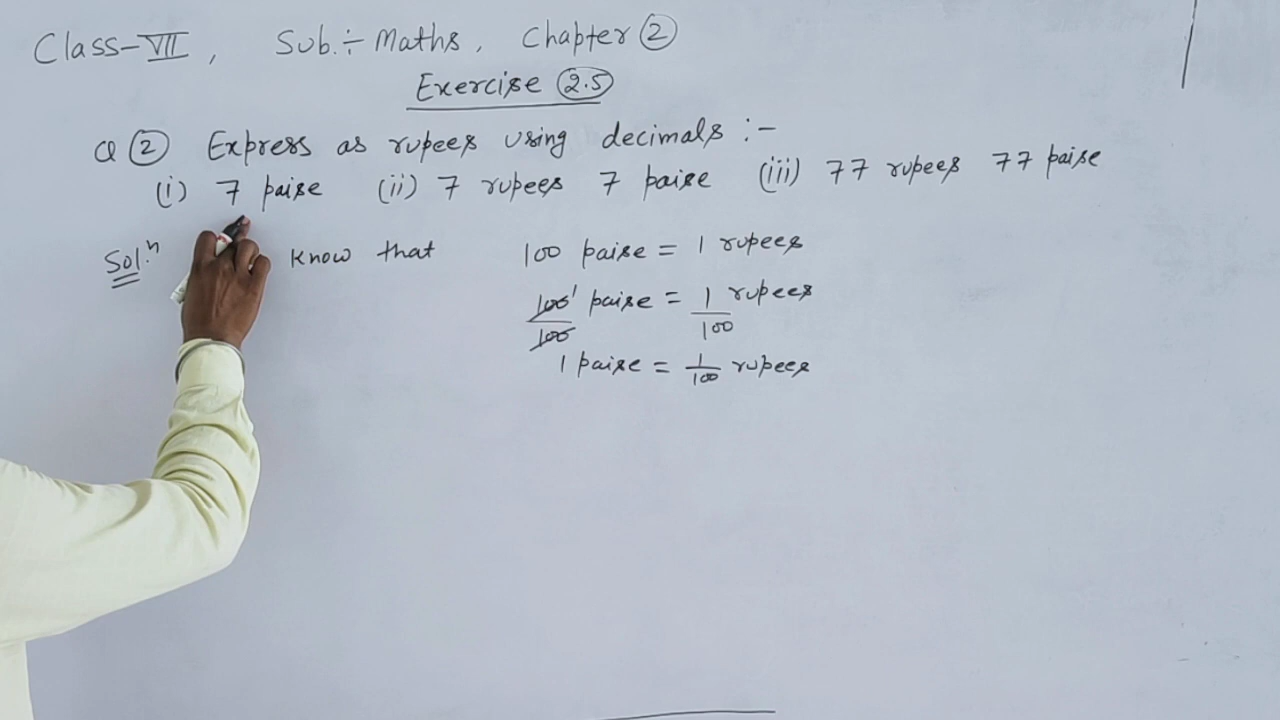 Class-VII, Sub.÷Maths, Chapter 2
Exercise 2.5
Q 2 Express as rupees using decimals :-
(i) 7 paise (ii) 7 rupees 7 paise (iii) 77 rupees 77 paise
Sol.ⁿ know that 100 paise = 1 rupees
100/100 1 paise = 1/100 rupees
1 paise = 1/100 rupees